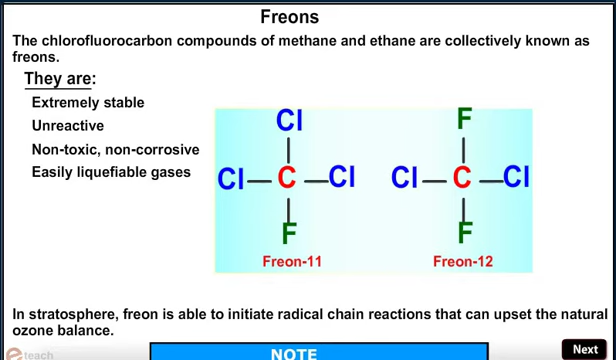 Freons
The chlorofluorocarbon compounds of methane and ethane are collectively known as
freons.
They are:
Extremely stable
Unreactive
Non-toxic, non-corrosive
Easily liquefiable gases
Cl
Cl — C — Cl
F
Freon-11
F
Cl — C — Cl
F
Freon-12
In stratosphere, freon is able to initiate radical chain reactions that can upset the natural
ozone balance.
eteach
NOTE
Next